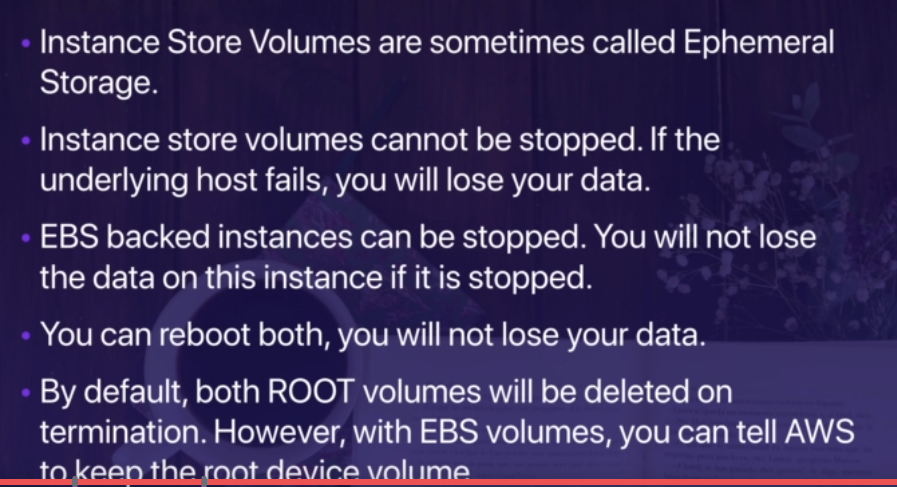 • Instance Store Volumes are sometimes called Ephemeral
Storage.
• Instance store volumes cannot be stopped. If the
underlying host fails, you will lose your data.
• EBS backed instances can be stopped. You will not lose
the data on this instance if it is stopped.
• You can reboot both, you will not lose your data.
• By default, both ROOT volumes will be deleted on
termination. However, with EBS volumes, you can tell AWS
to keep the root device volume